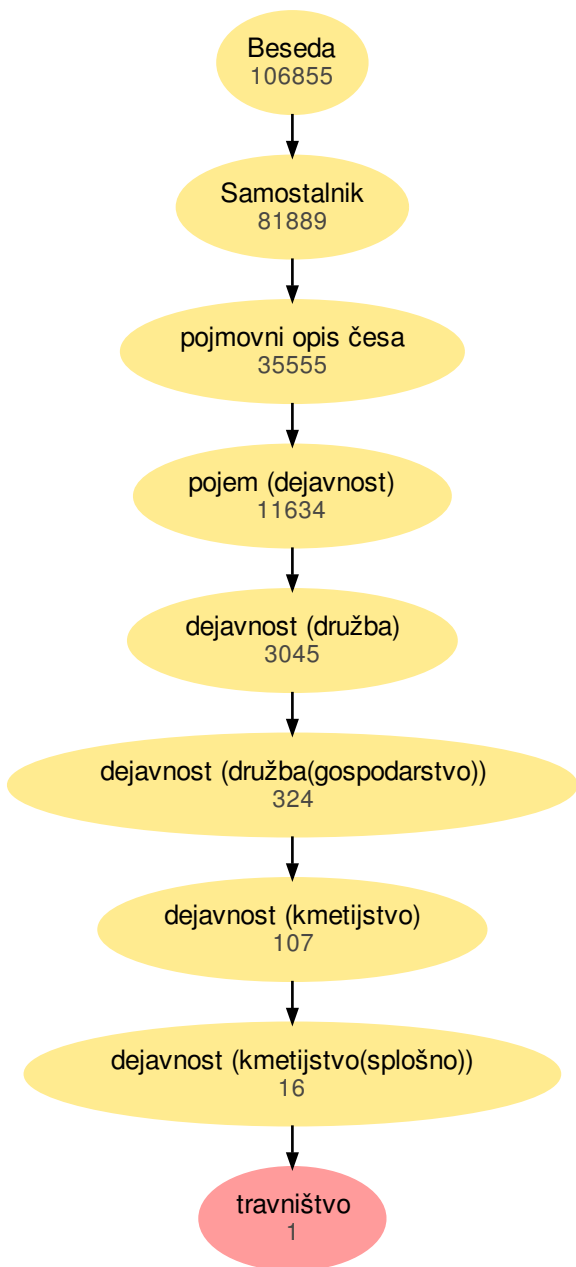 Beseda
106855
Samostalnik
81889
pojmovni opis česa
35555
pojem (dejavnost)
11634
dejavnost (družba)
3045
dejavnost (družba(gospodarstvo))
324
dejavnost (kmetijstvo)
107
dejavnost (kmetijstvo(splošno))
16
travništvo
1